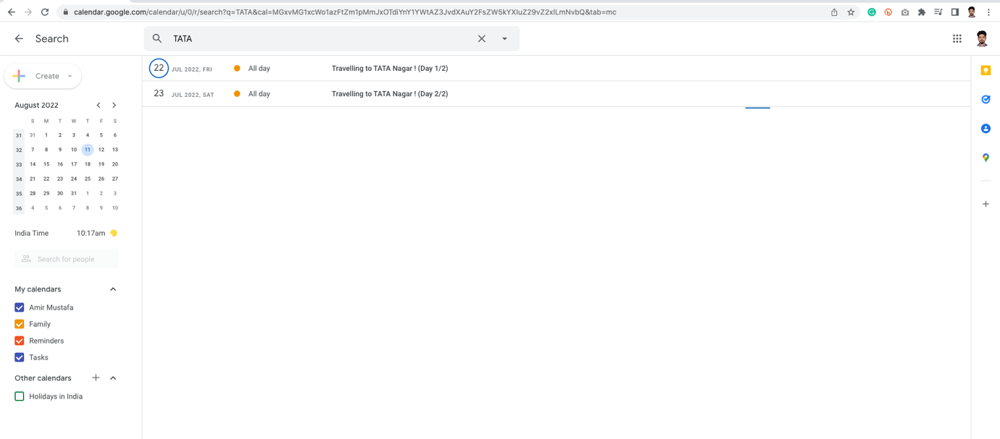 calendar.google.com/calendar/u/0/r/search?q=TATA&cal=MGxvMG1xcWo1azFtZm1pMmJxOTdiYnY1YWtAZ3JvdXAuY2FsZW5kYXIuZ29vZ2xlLmNvbQ&tab=mc
Search
TATA
Create
22 JUL 2022, FRI All day Travelling to TATA Nagar ! (Day 1/2)
23 JUL 2022, SAT All day Travelling to TATA Nagar ! (Day 2/2)
August 2022
S M T W T F S
31 31 1 2 3 4 5 6
32 7 8 9 10 11 12 13
33 14 15 16 17 18 19 20
34 21 22 23 24 25 26 27
35 28 29 30 31 1 2 3
36 4 5 6 7 8 9 10
India Time 10:17am
Search for people
My calendars
Amir Mustafa
Family
Reminders
Tasks
Other calendars
Holidays in India